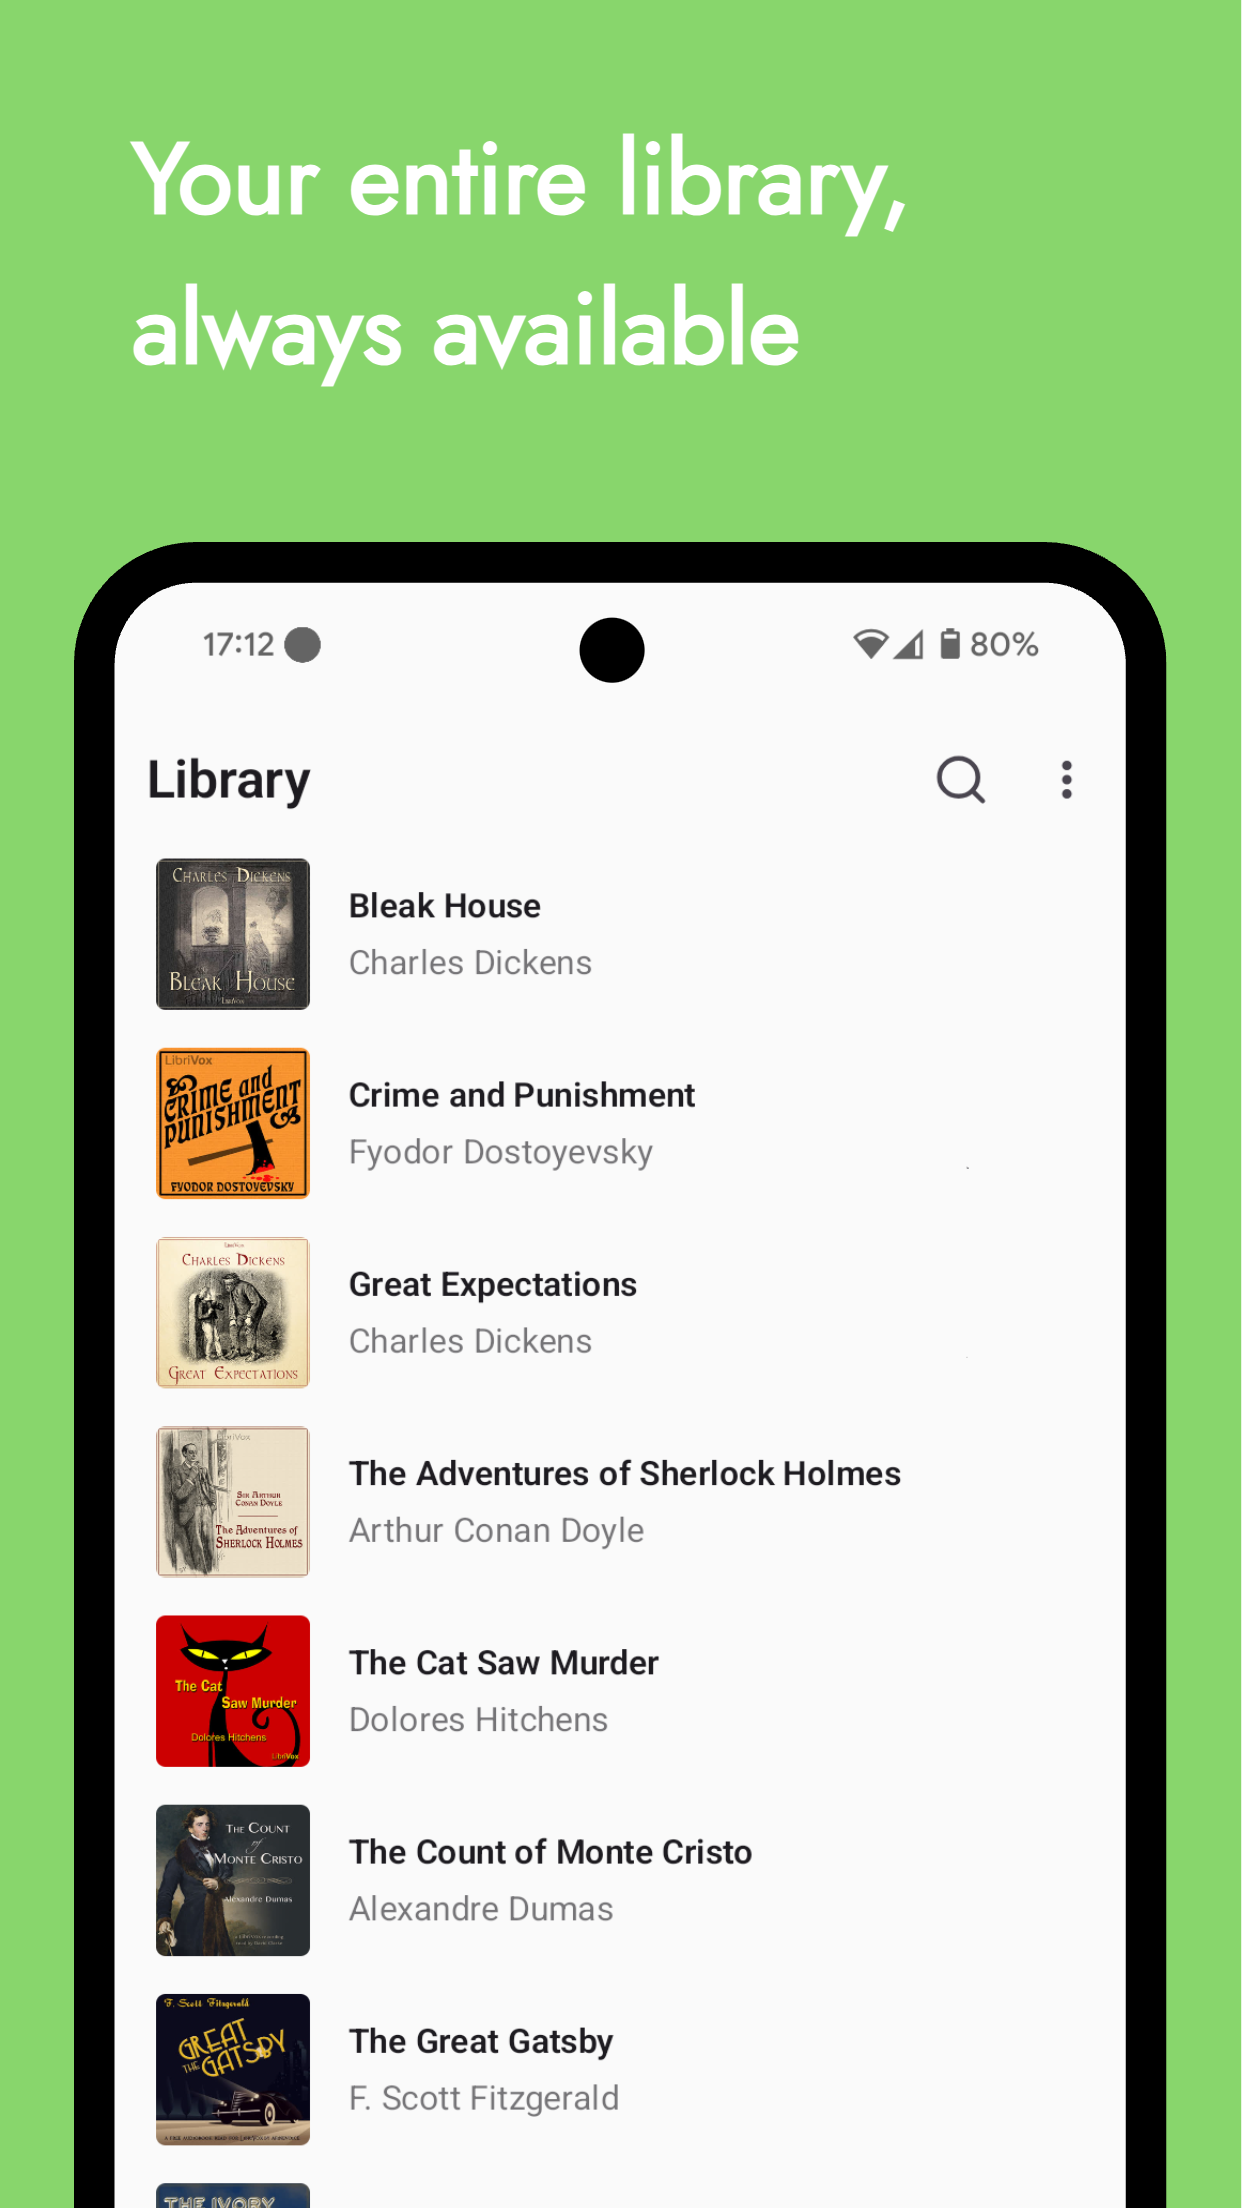 Your entire library,
always available
17:12
80%
Library
CHARLES DICKENS
BLEAK HOUSE
LibriVox
Bleak House
Charles Dickens
LibriVox
CRIME and
PUNISHMENT
FYODOR DOSTOYEVSKY
Crime and Punishment
Fyodor Dostoyevsky
LibriVox
CHARLES DICKENS
GREAT EXPECTATIONS
Great Expectations
Charles Dickens
LibriVox
SIR ARTHUR
CONAN DOYLE
The Adventures of
SHERLOCK HOLMES
The Adventures of Sherlock Holmes
Arthur Conan Doyle
The Cat
Saw Murder
Dolores Hitchens
LibriVox
The Cat Saw Murder
Dolores Hitchens
THE COUNT
of
MONTE CRISTO
Alexandre Dumas
The Count of Monte Cristo
Alexandre Dumas
F. Scott Fitzgerald
THE GREAT
GATSBY
The Great Gatsby
F. Scott Fitzgerald
THE IVORY